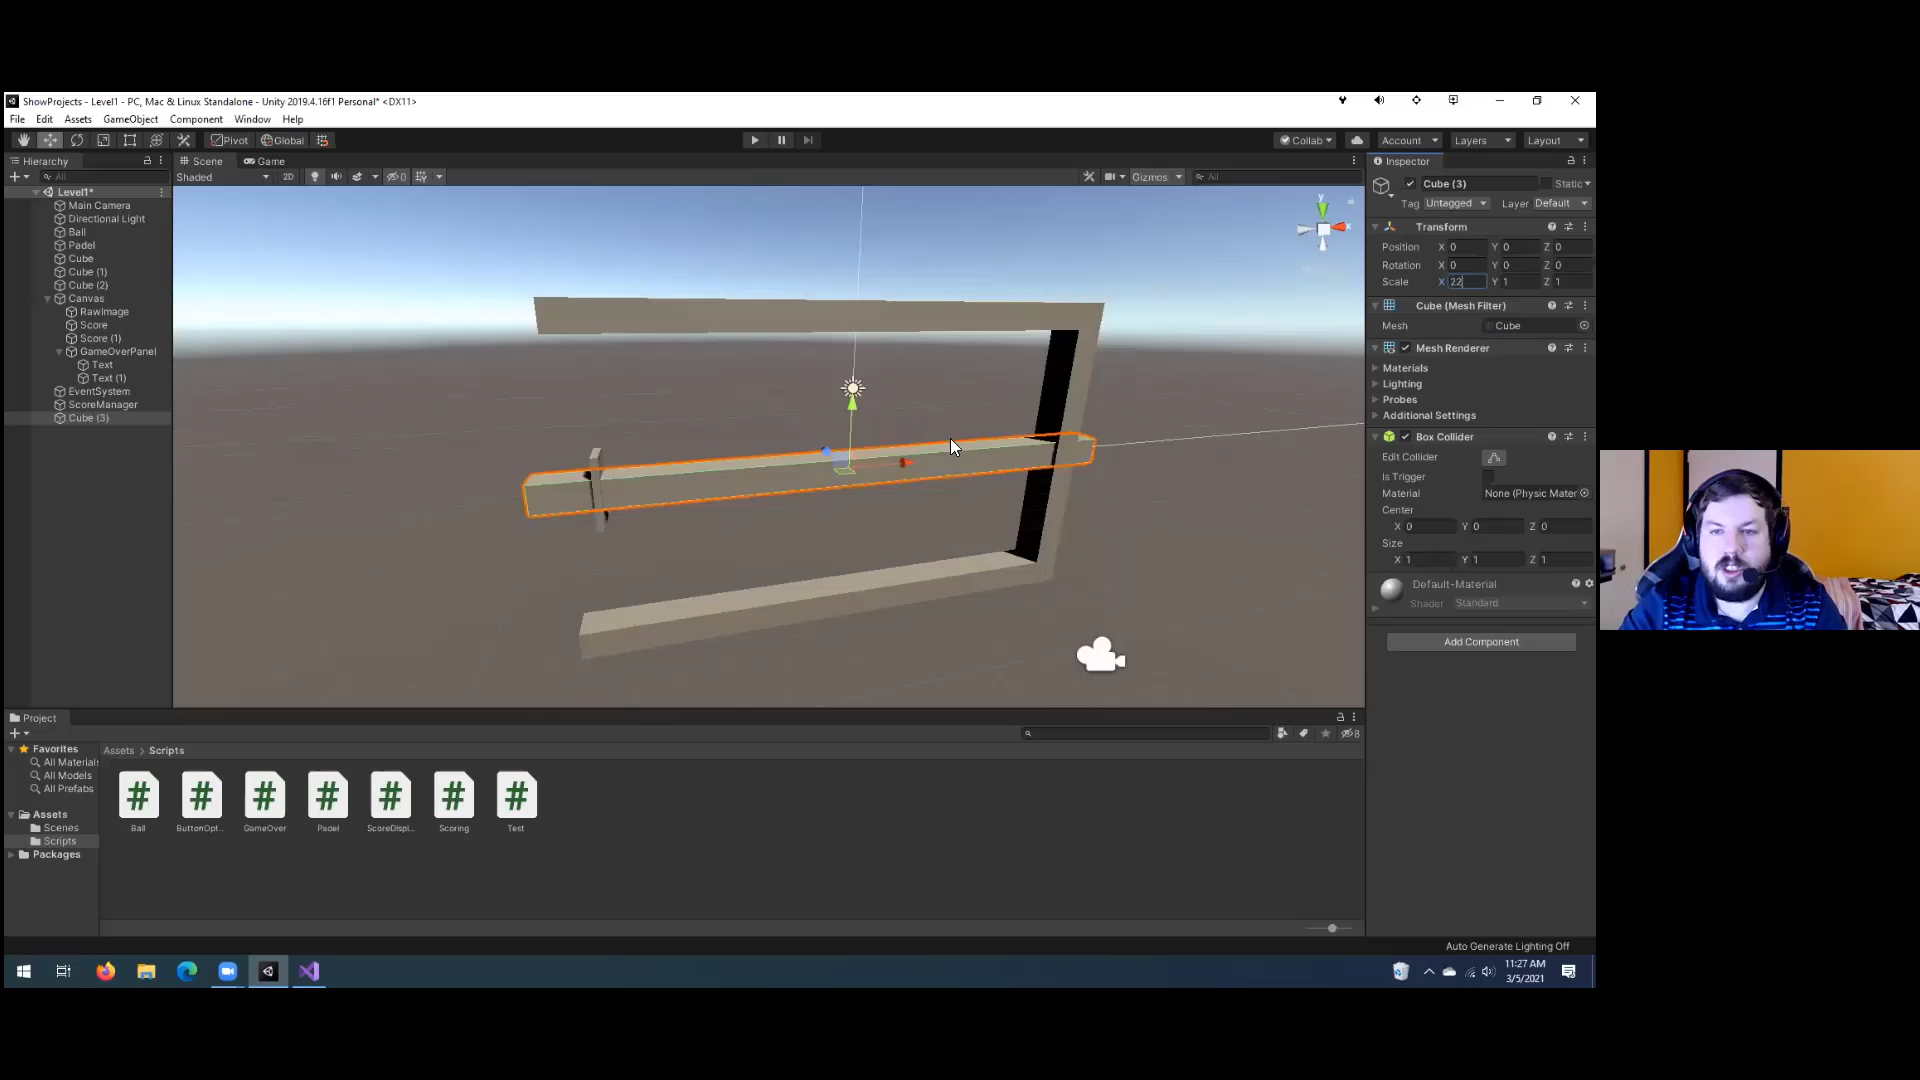 ShowProjects - Level1 - PC, Mac & Linux Standalone - Unity 2019.4.16f1 Personal* <DX11>
File Edit Assets GameObject Component Window Help
Pivot Global Collab Account Layers Layout
Hierarchy Scene Game Inspector
All Shaded 2D 0 Gizmos All
Level1*
Main Camera
Directional Light
Ball
Padel
Cube
Cube (1)
Cube (2)
Canvas
RawImage
Score
Score (1)
GameOverPanel
Text
Text (1)
EventSystem
ScoreManager
Cube (3)
y
x
Cube (3) Static
Tag Untagged Layer Default
Transform
Position X 0 Y 0 Z 0
Rotation X 0 Y 0 Z 0
Scale X 22 Y 1 Z 1
Cube (Mesh Filter)
Mesh Cube
Mesh Renderer
Materials
Lighting
Probes
Additional Settings
Box Collider
Edit Collider
Is Trigger
Material None (Physic Mater
Center
X 0 Y 0 Z 0
Size
X 1 Y 1 Z 1
Default-Material
Shader Standard
Add Component
Project
8
Favorites
All Materials
All Models
All Prefabs
Assets
Scenes
Scripts
Packages
Assets > Scripts
Ball ButtonOpt... GameOver Padel ScoreDispl... Scoring Test
Auto Generate Lighting Off
11:27 AM
3/5/2021